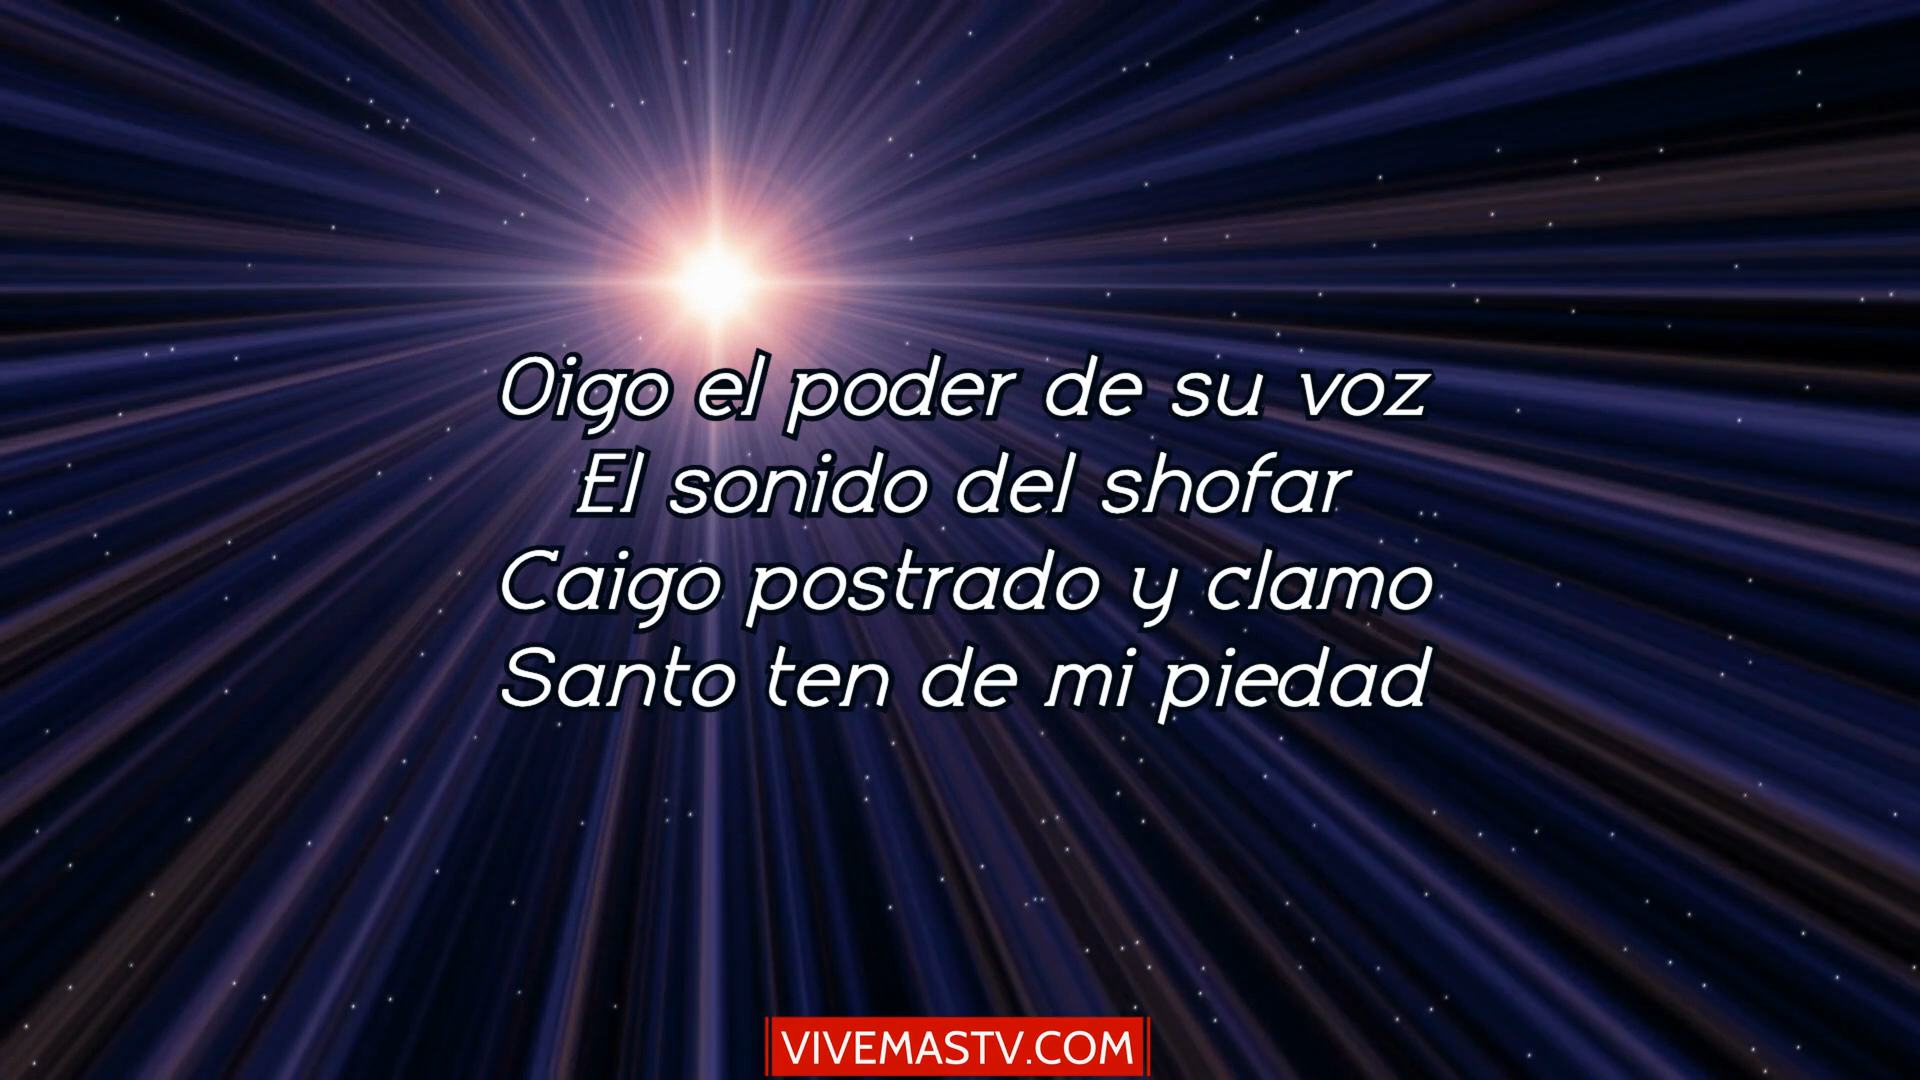 Oigo el poder de su voz
El sonido del shofar
Caigo postrado y clamo
Santo ten de mi piedad
VIVEMASTV.COM